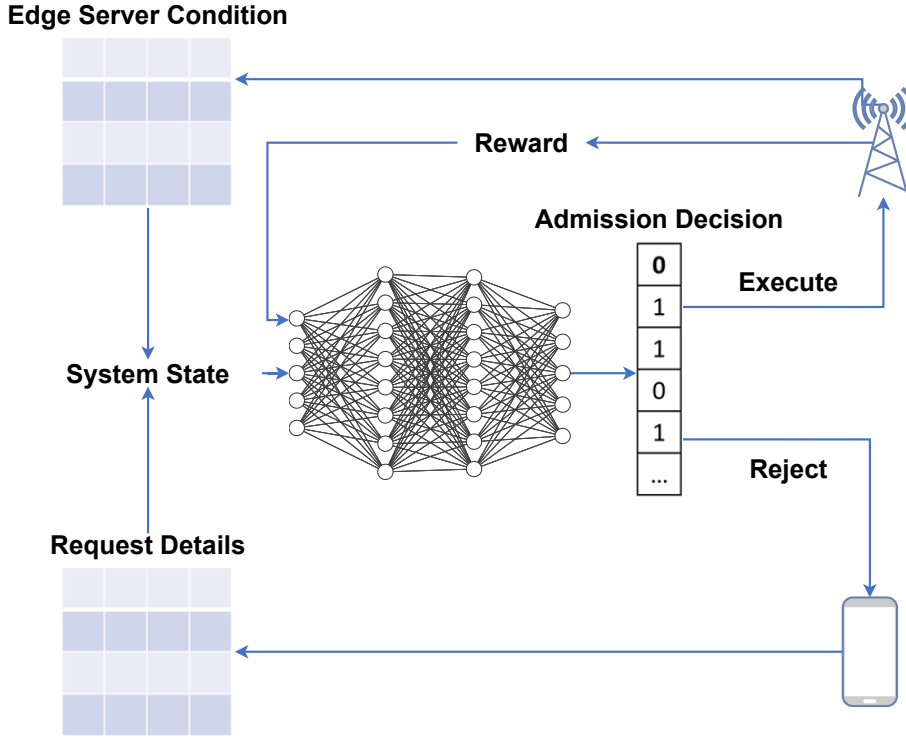 Edge Server Condition
Reward
Admission Decision
0
1
1
0
1
...
Execute
Reject
System State
Request Details